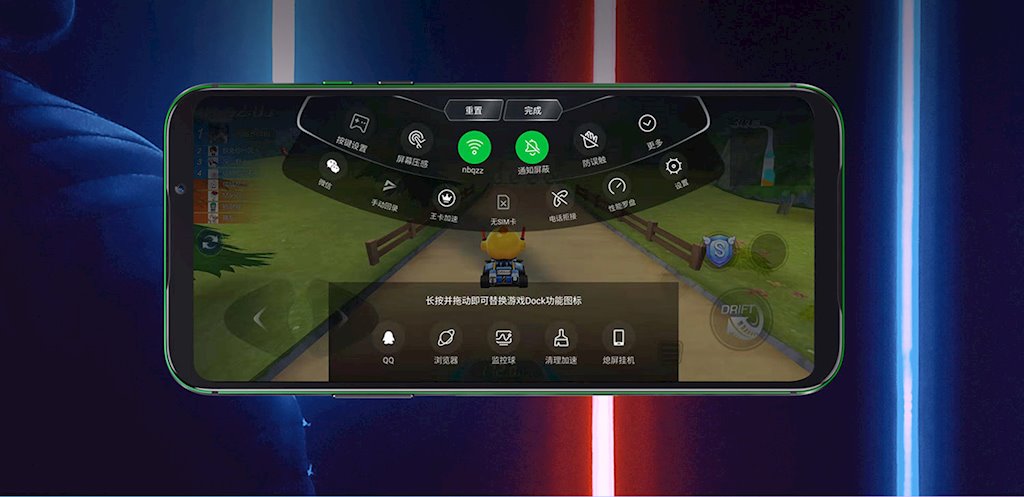 重置
完成
按键设置
屏幕压感
nbqzz
通知屏蔽
防误触
更多
微信
手动回录
王卡加速
无SIM卡
电话拒接
性能罗盘
设置
DRIFT
长按并拖动即可替换游戏Dock功能图标
QQ
浏览器
监控球
清理加速
熄屏挂机